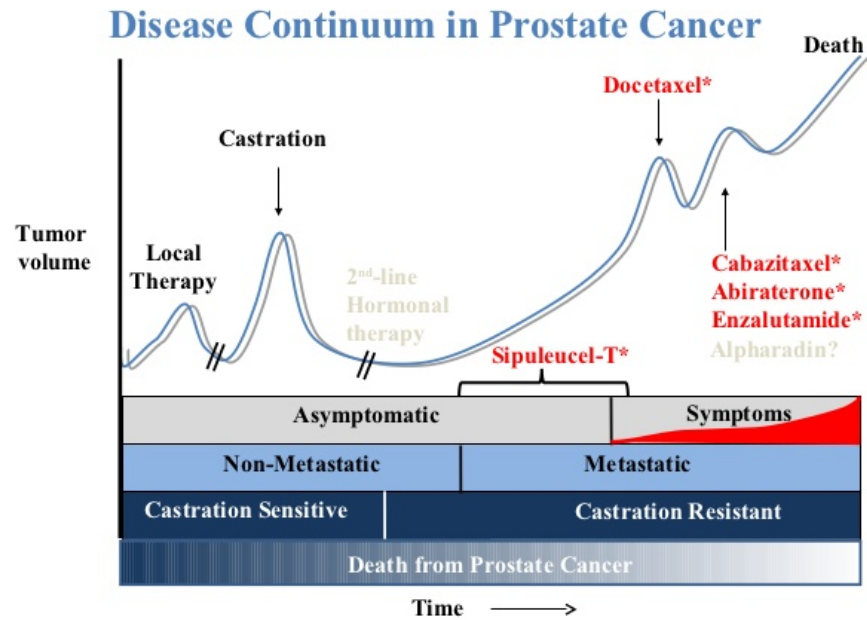 Disease Continuum in Prostate Cancer
Death
Docetaxel*
Castration
Tumor
volume
Local
Therapy
2nd-line
Hormonal
therapy
Cabazitaxel*
Abiraterone*
Enzalutamide*
Alpharadin?
Sipuleucel-T*
Asymptomatic
Symptoms
Non-Metastatic
Metastatic
Castration Sensitive
Castration Resistant
Death from Prostate Cancer
Time